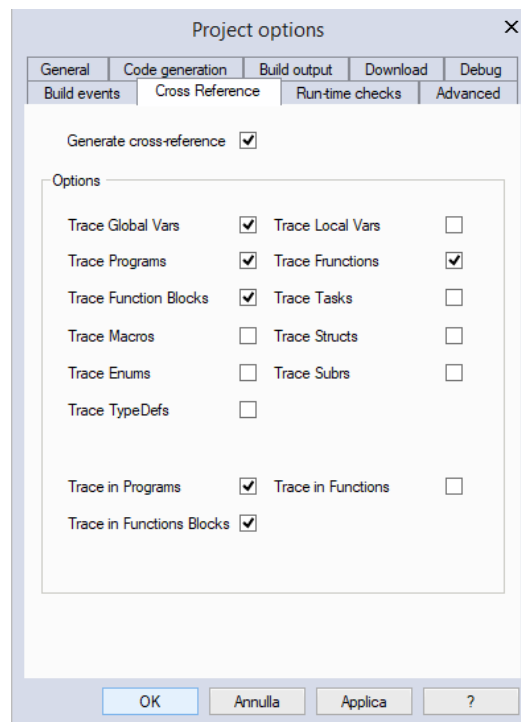 Project options
General Code generation Build output Download Debug
Build events Cross Reference Run-time checks Advanced
Generate cross-reference
Options
Trace Global Vars Trace Local Vars
Trace Programs Trace Frunctions
Trace Function Blocks Trace Tasks
Trace Macros Trace Structs
Trace Enums Trace Subrs
Trace TypeDefs
Trace in Programs Trace in Functions
Trace in Functions Blocks
OK Annulla Applica ?